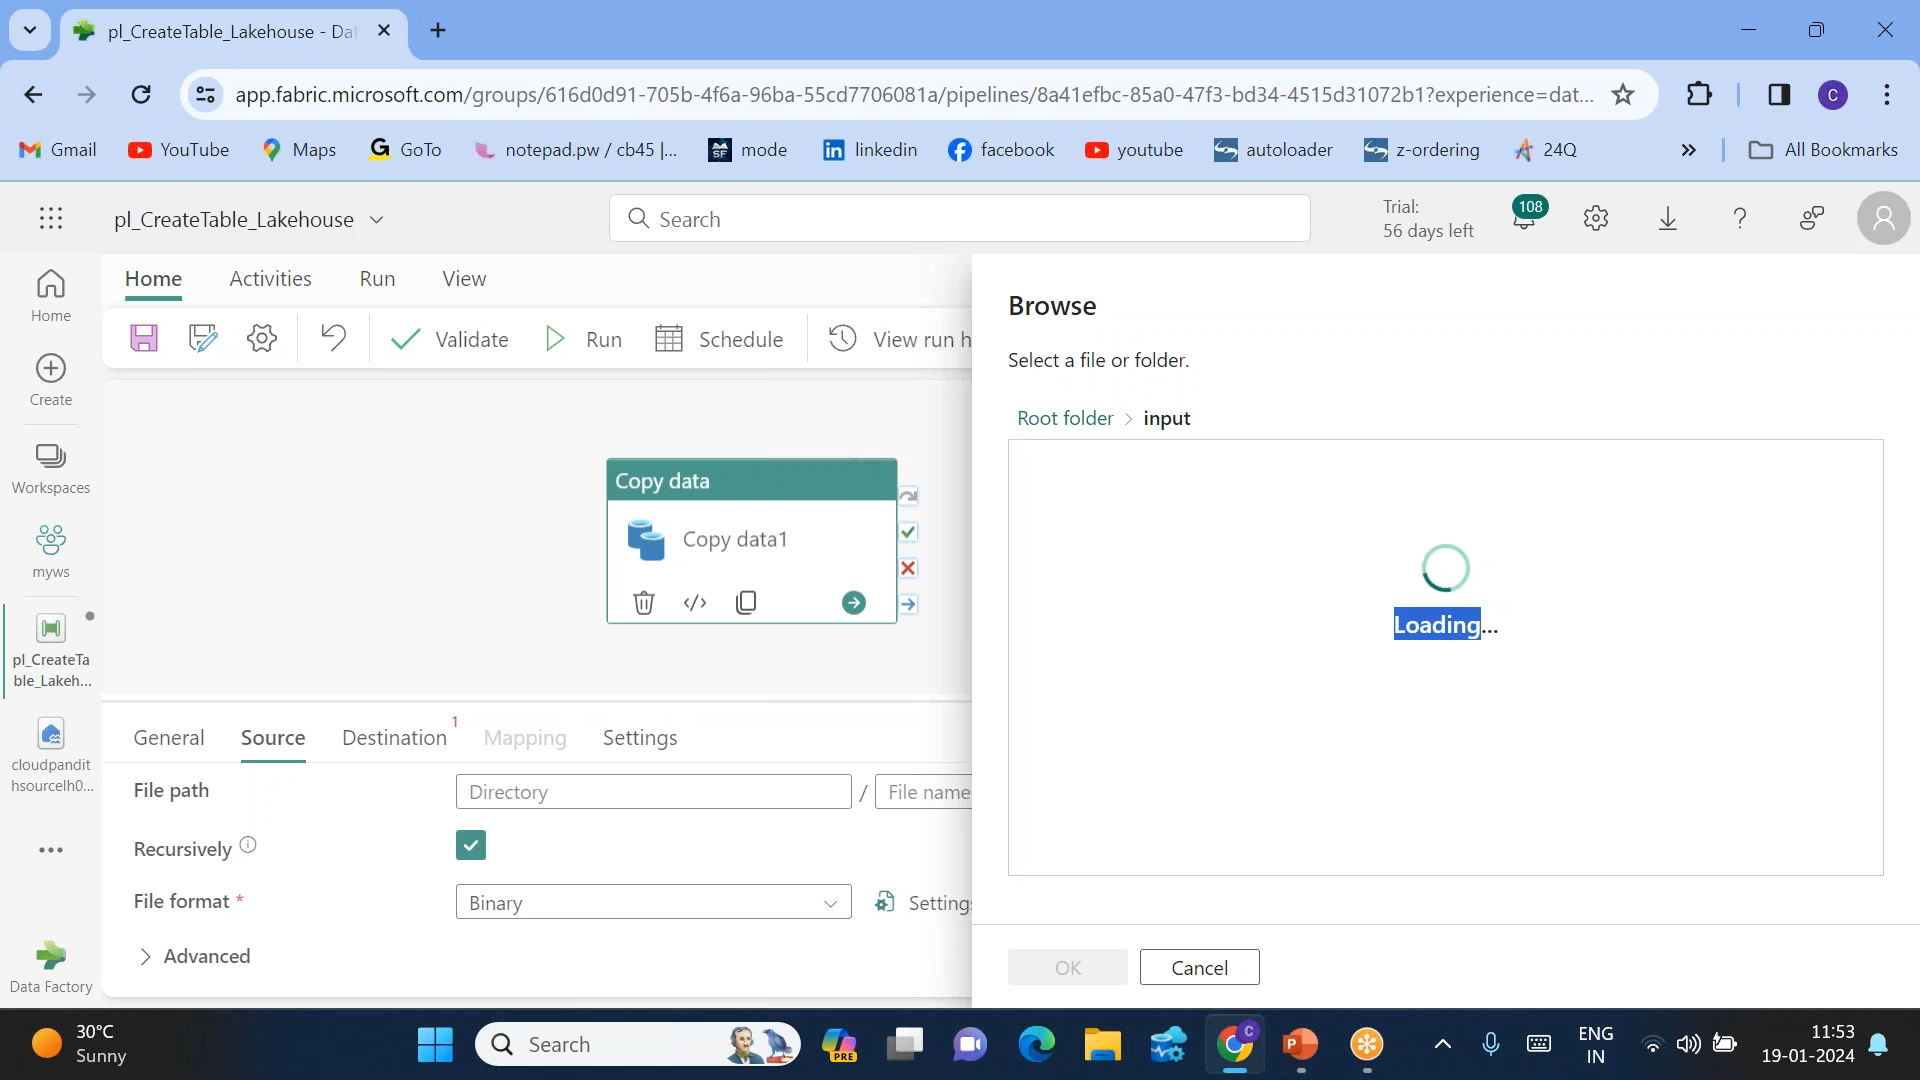 pl_CreateTable_Lakehouse - Dat
app.fabric.microsoft.com/groups/616d0d91-705b-4f6a-96ba-55cd7706081a/pipelines/8a41efbc-85a0-47f3-bd34-4515d31072b1?experience=dat...
C
Gmail
YouTube
Maps
GoTo
notepad.pw / cb45 |...
mode
linkedin
facebook
youtube
autoloader
z-ordering
24Q
All Bookmarks
pl_CreateTable_Lakehouse
Search
Trial:
56 days left
108
Home
Create
Workspaces
myws
pl_CreateTa
ble_Lakeh...
cloudpandit
hsourcelh0...
Data Factory
Home
Activities
Run
View
Validate
Run
Schedule
View run h
Copy data
Copy data1
General
Source
Destination
1
Mapping
Settings
File path
Directory
/
File name
Recursively
File format *
Binary
Settings
Advanced
Browse
Select a file or folder.
Root folder > input
Loading...
OK
Cancel
30°C
Sunny
Search
PRE
C
ENG
IN
11:53
19-01-2024